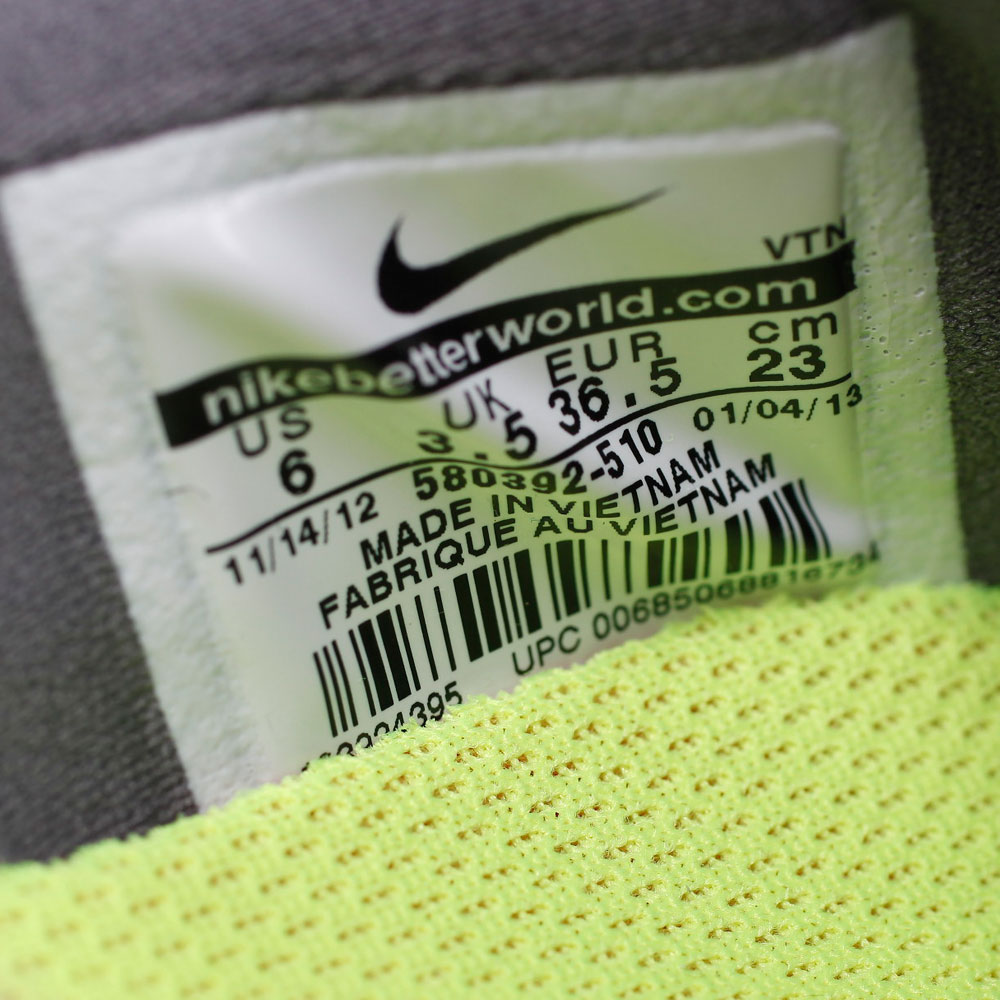 VTN
nikebetterworld.com
US UK EUR cm
6 3.5 36.5 23
11/14/12 580392-510 01/04/13
MADE IN VIETNAM
FABRIQUE AU VIETNAM
UPC